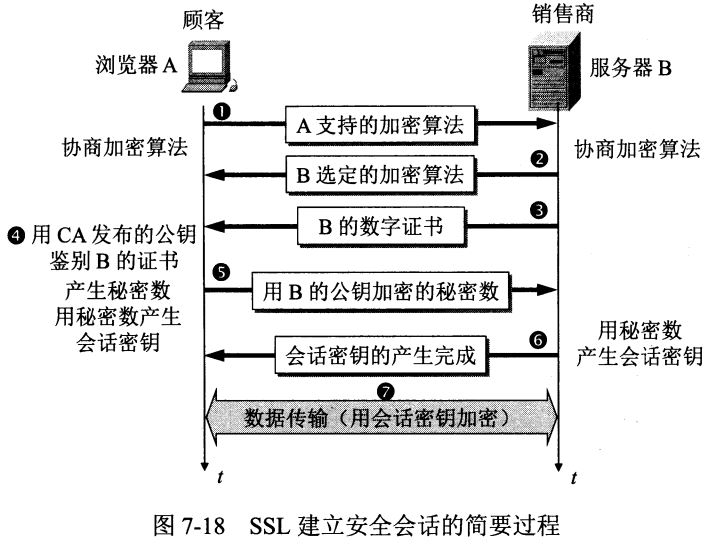 顾客
销售商
浏览器 A
服务器 B
❶
A 支持的加密算法
协商加密算法
协商加密算法
❷
B 选定的加密算法
❸
B 的数字证书
❹ 用 CA 发布的公钥
鉴别 B 的证书
❺
产生秘密数
用 B 的公钥加密的秘密数
用秘密数产生
会话密钥
❻
会话密钥的产生完成
用秘密数
产生会话密钥
❼
数据传输（用会话密钥加密）
t
t
图 7-18 SSL 建立安全会话的简要过程